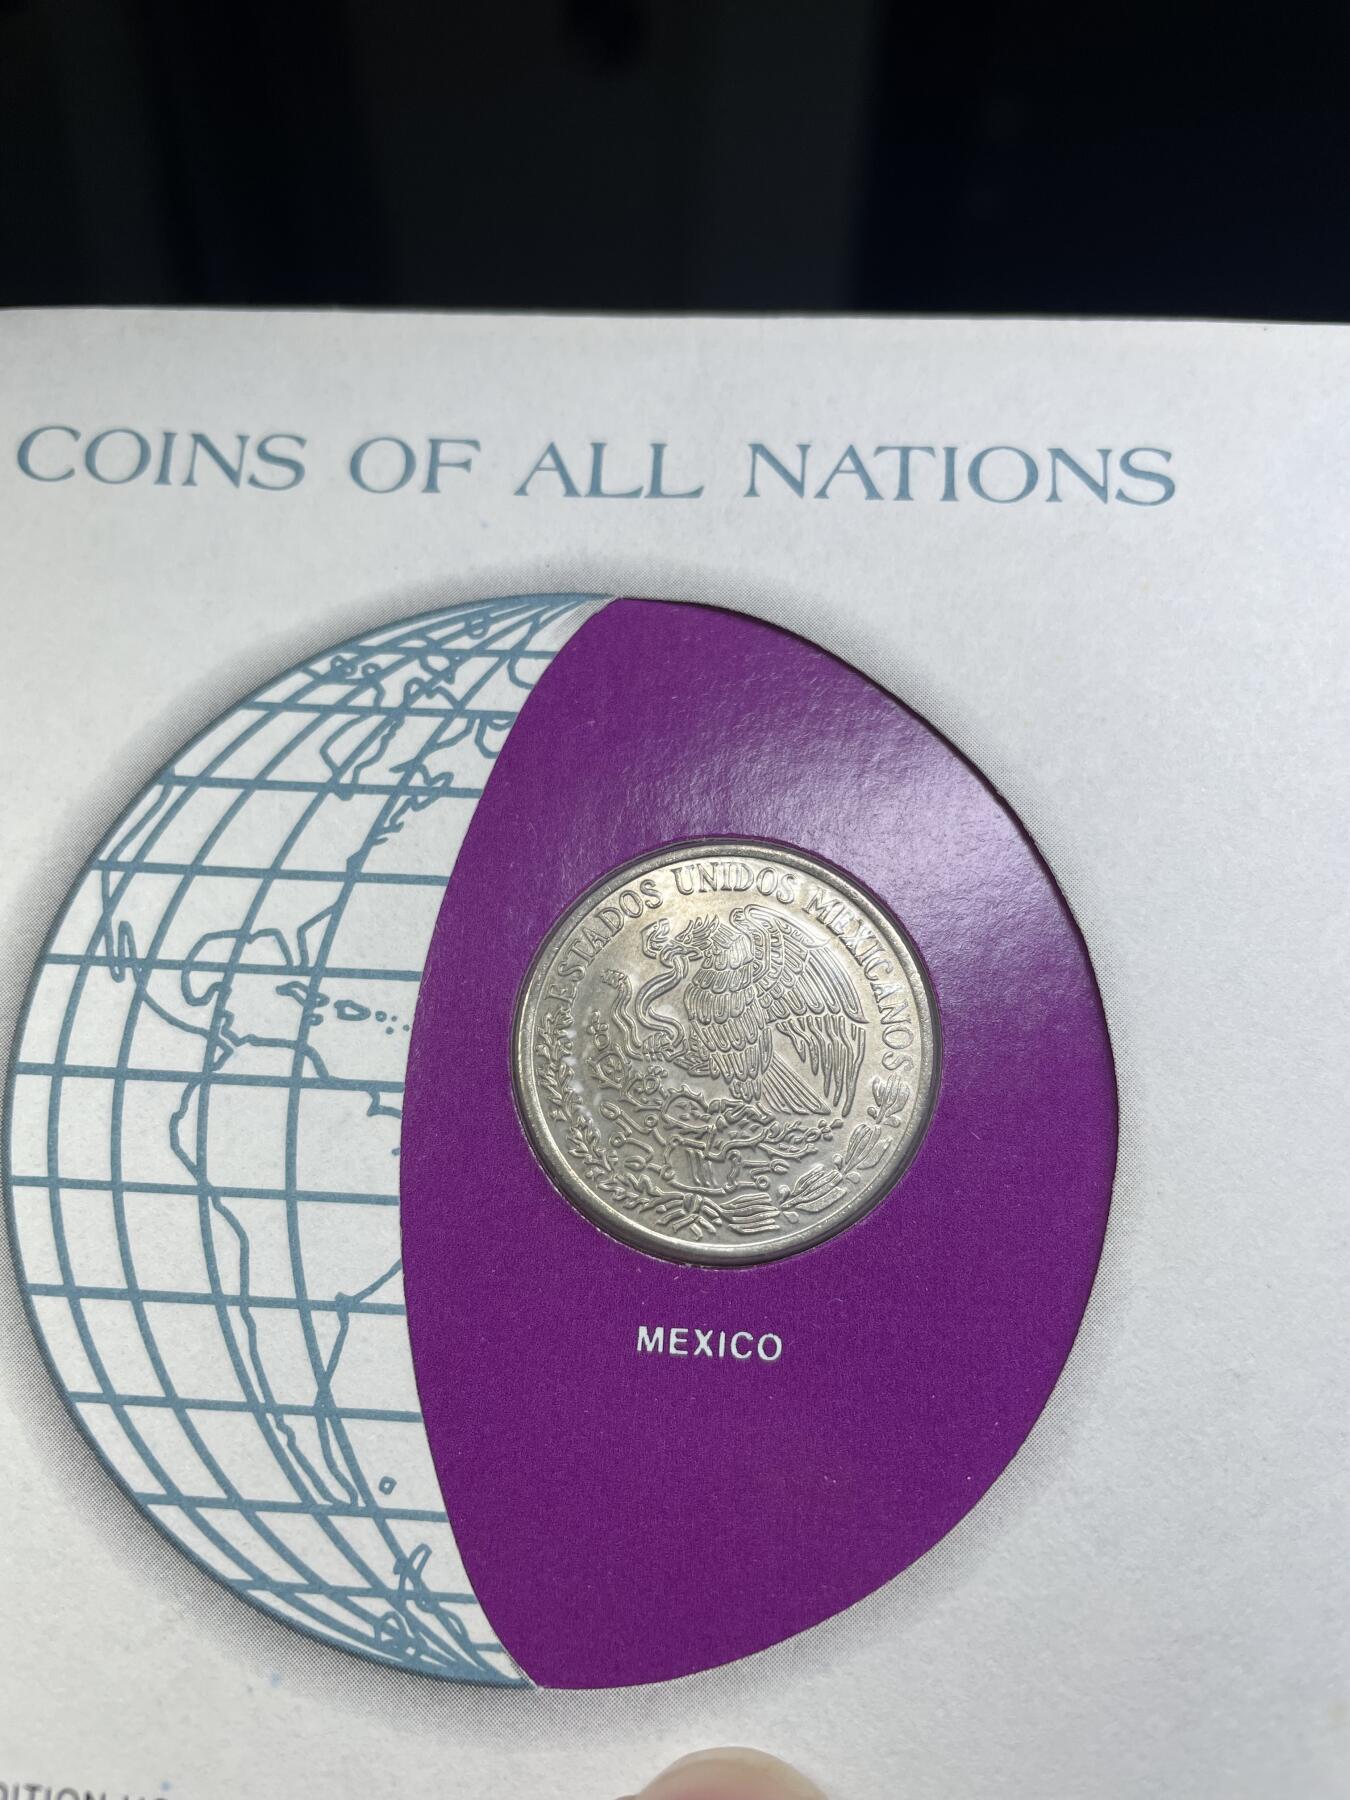 COINS OF ALL NATIONS
ESTADOS UNIDOS MEXICANOS
MEXICO